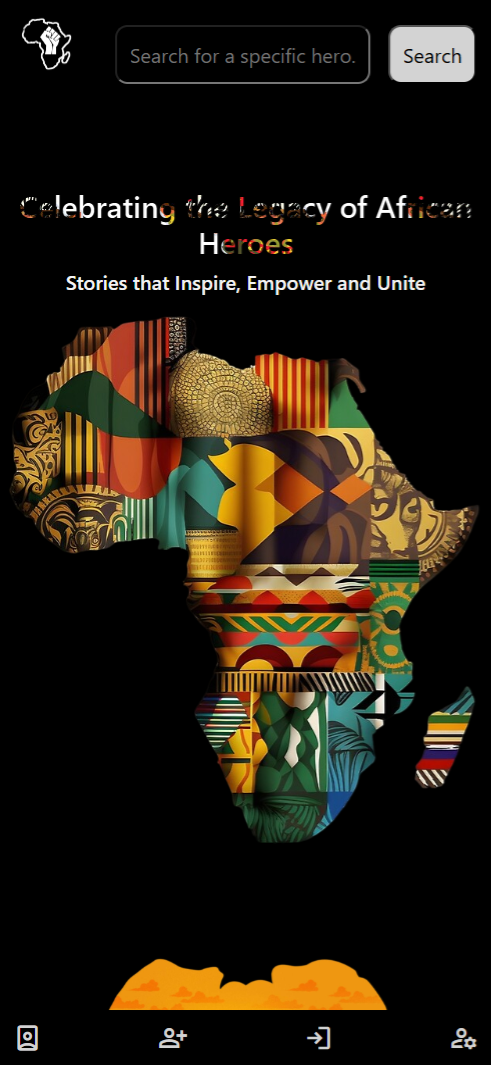 Search for a specific hero.
Search
Celebrating the Legacy of African
Heroes
Stories that Inspire, Empower and Unite